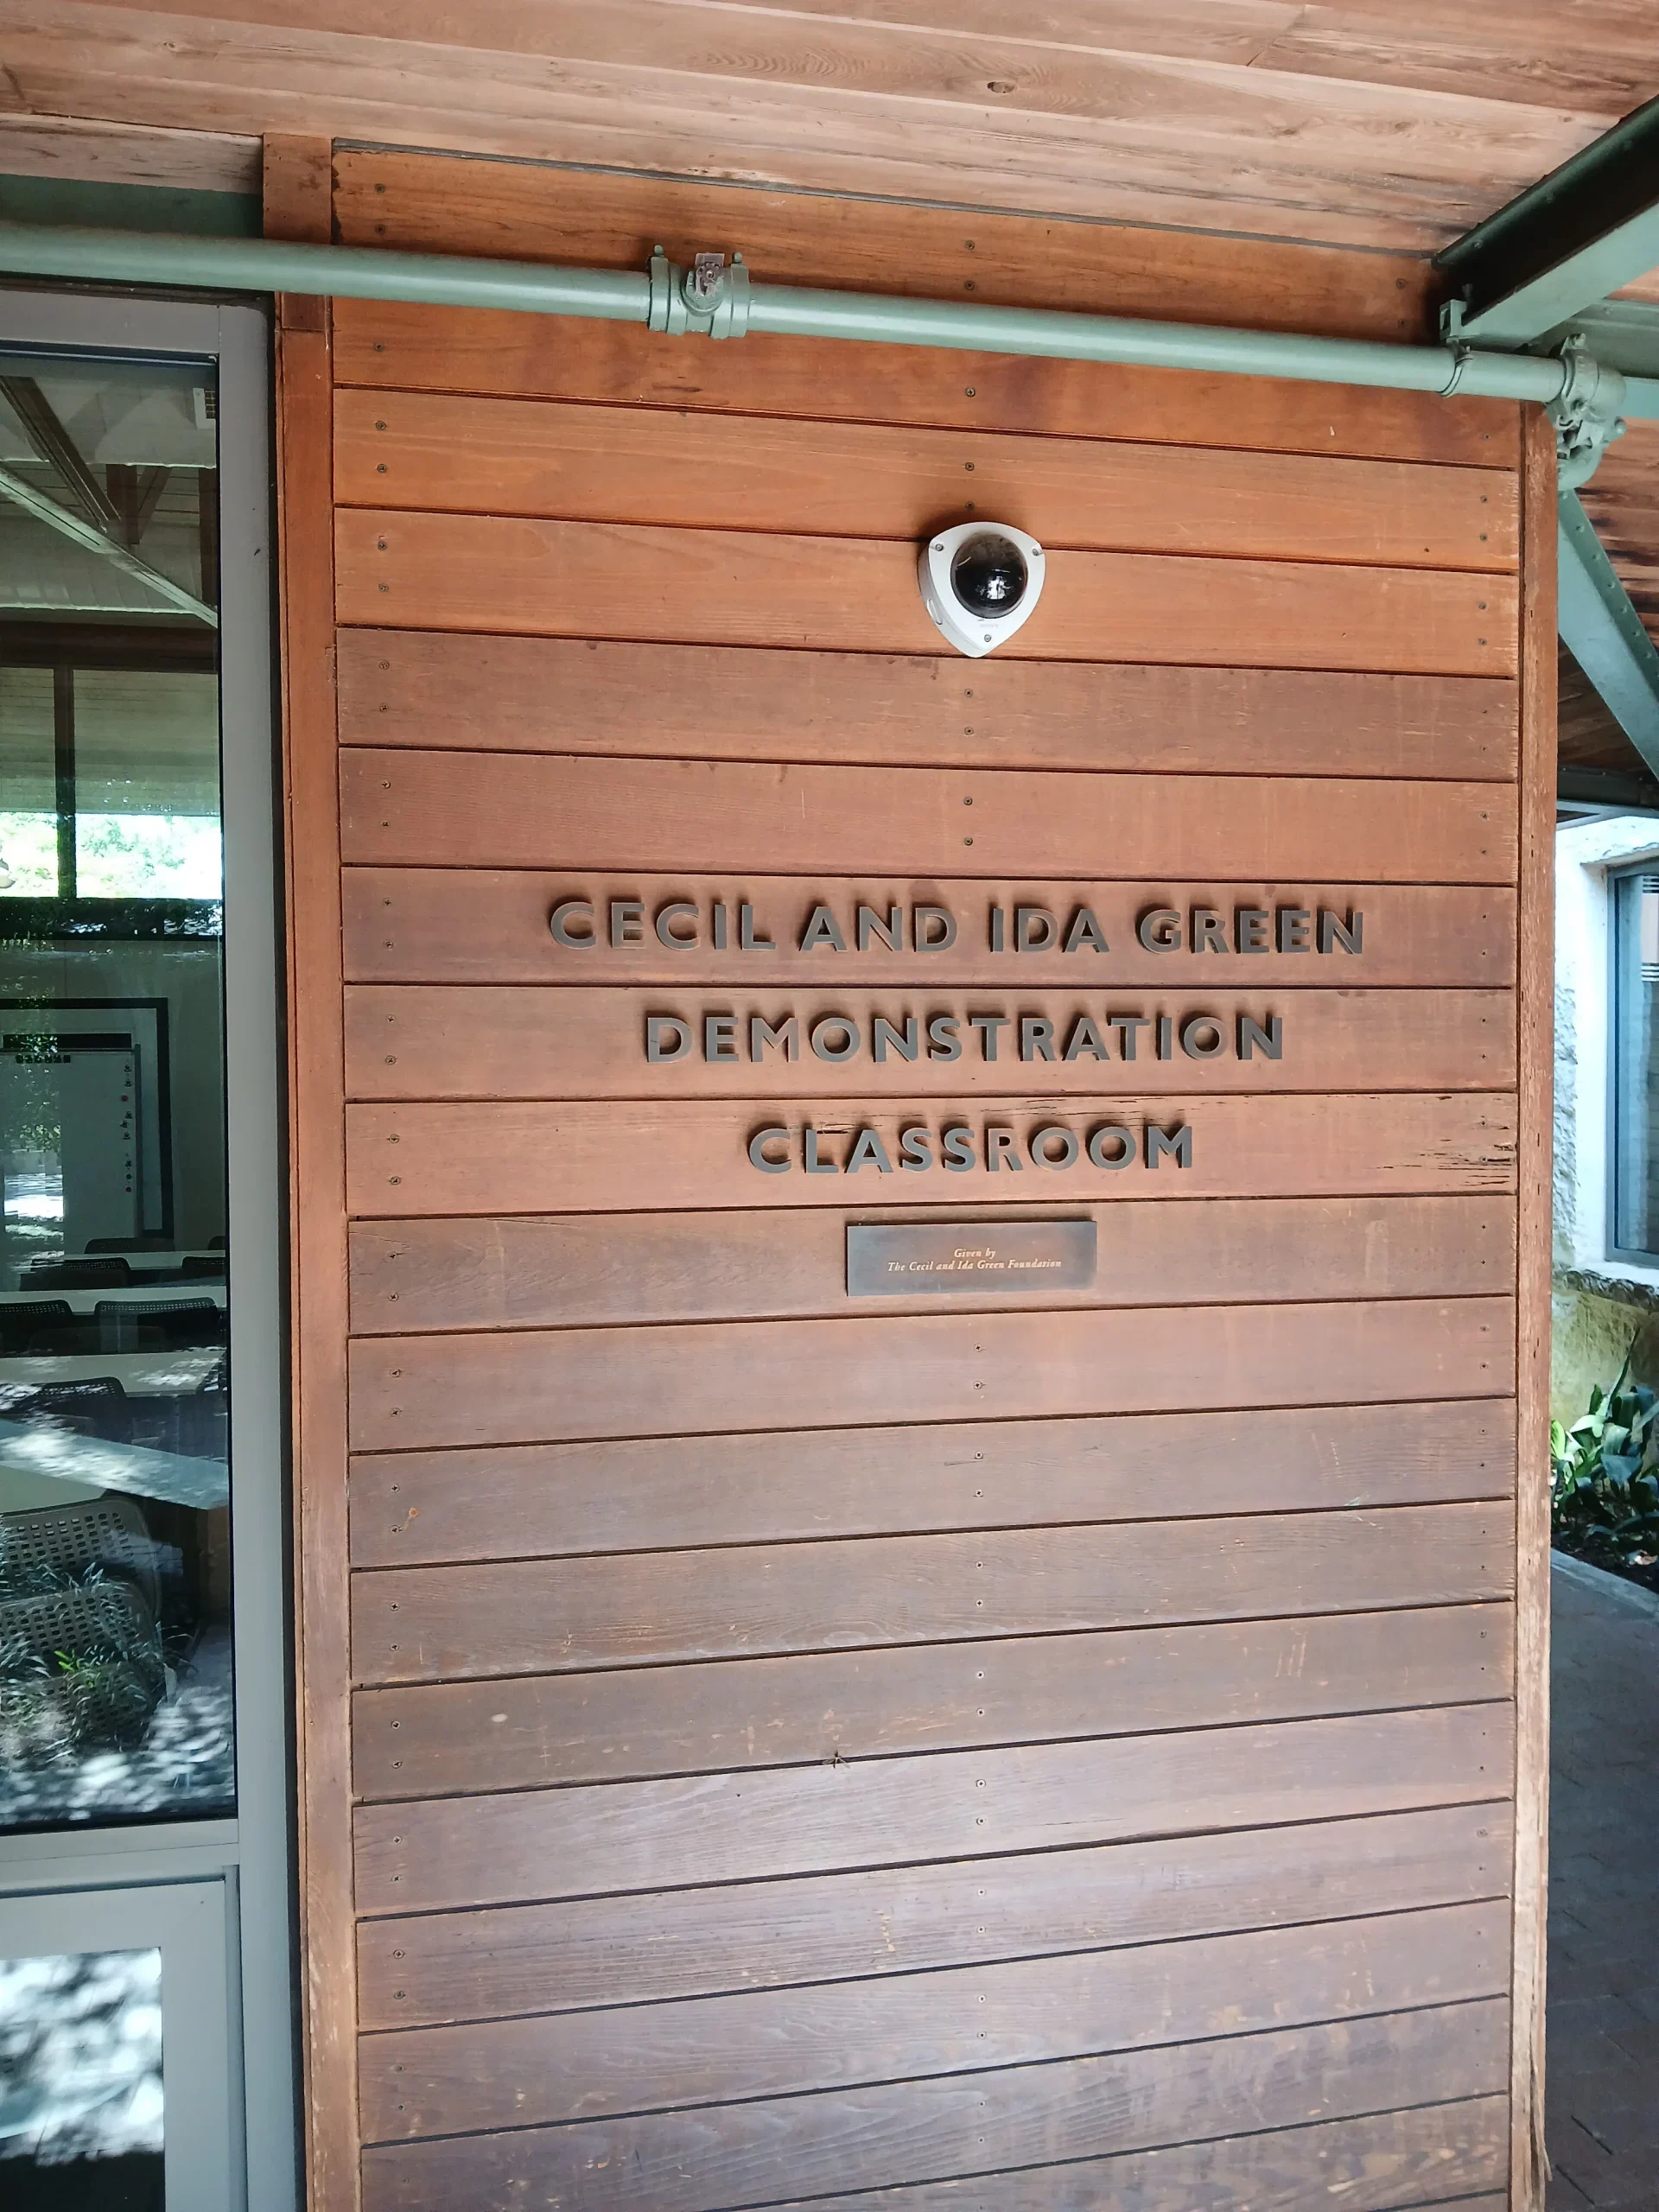 CECIL AND IDA GREEN
DEMONSTRATION
CLASSROOM
Given by
The Cecil and Ida Green Foundation